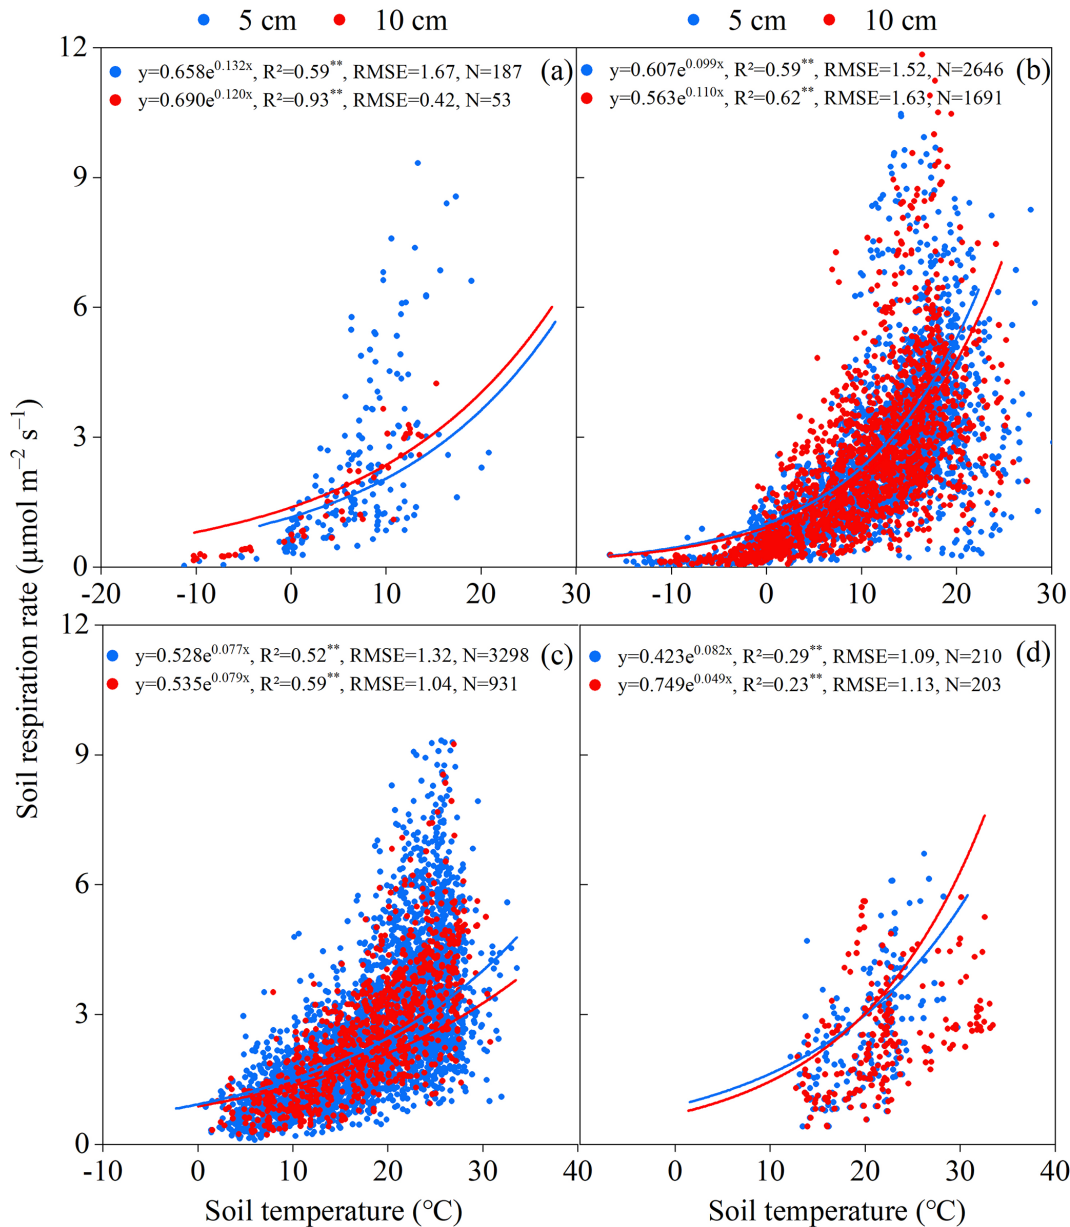 5 cm 10 cm 5 cm 10 cm
12
y=0.658e^0.132x, R²=0.59**, RMSE=1.67, N=187 (a)
y=0.690e^0.120x, R²=0.93**, RMSE=0.42, N=53
y=0.607e^0.099x, R²=0.59**, RMSE=1.52, N=2646 (b)
y=0.563e^0.110x, R²=0.62**, RMSE=1.63, N=1691
9
6
3
0
-20 -10 0 10 20 30 -10 0 10 20 30
12
y=0.528e^0.077x, R²=0.52**, RMSE=1.32, N=3298 (c)
y=0.535e^0.079x, R²=0.59**, RMSE=1.04, N=931
y=0.423e^0.082x, R²=0.29**, RMSE=1.09, N=210 (d)
y=0.749e^0.049x, R²=0.23**, RMSE=1.13, N=203
9
6
3
0
-10 0 10 20 30 40 0 10 20 30 40
Soil temperature (℃) Soil temperature (℃)
Soil respiration rate (μmol m⁻² s⁻¹)